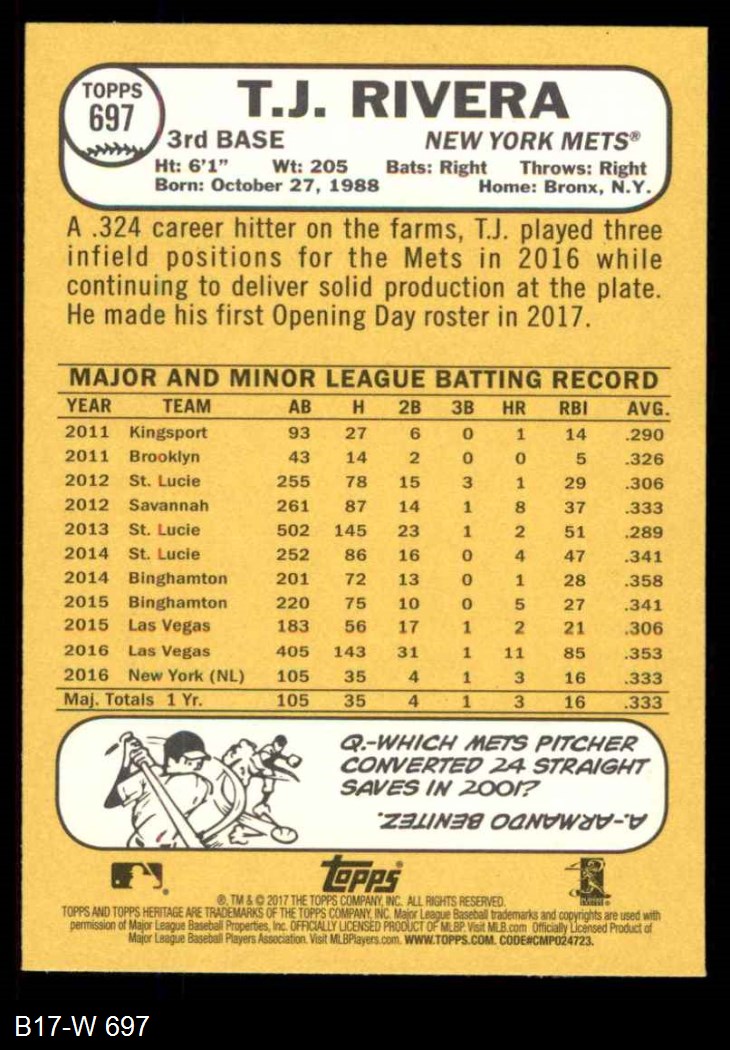 TOPPS
697
T.J. RIVERA
3rd BASE NEW YORK METS®
Ht: 6'1" Wt: 205 Bats: Right Throws: Right
Born: October 27, 1988 Home: Bronx, N.Y.
A .324 career hitter on the farms, T.J. played three
infield positions for the Mets in 2016 while
continuing to deliver solid production at the plate.
He made his first Opening Day roster in 2017.
MAJOR AND MINOR LEAGUE BATTING RECORD
YEAR TEAM AB H 2B 3B HR RBI AVG.
2011 Kingsport 93 27 6 0 1 14 .290
2011 Brooklyn 43 14 2 0 0 5 .326
2012 St. Lucie 255 78 15 3 1 29 .306
2012 Savannah 261 87 14 1 8 37 .333
2013 St. Lucie 502 145 23 1 2 51 .289
2014 St. Lucie 252 86 16 0 4 47 .341
2014 Binghamton 201 72 13 0 1 28 .358
2015 Binghamton 220 75 10 0 5 27 .341
2015 Las Vegas 183 56 17 1 2 21 .306
2016 Las Vegas 405 143 31 1 11 85 .353
2016 New York (NL) 105 35 4 1 3 16 .333
Maj. Totals 1 Yr. 105 35 4 1 3 16 .333
Q.-WHICH METS PITCHER
CONVERTED 24 STRAIGHT
SAVES IN 2001?
A-ARMANDO BENITEZ.
topps
®, TM & © 2017 THE TOPPS COMPANY, INC. ALL RIGHTS RESERVED.
TOPPS AND TOPPS HERITAGE ARE TRADEMARKS OF THE TOPPS COMPANY, INC. Major League Baseball trademarks and copyrights are used with
permission of Major League Baseball Properties, Inc. OFFICIALLY LICENSED PRODUCT OF MLBP. Visit MLB.com Officially Licensed Product of
Major League Baseball Players Association. Visit MLBPlayers.com. WWW.TOPPS.COM. CODE#CMP024723.
B17-W 697